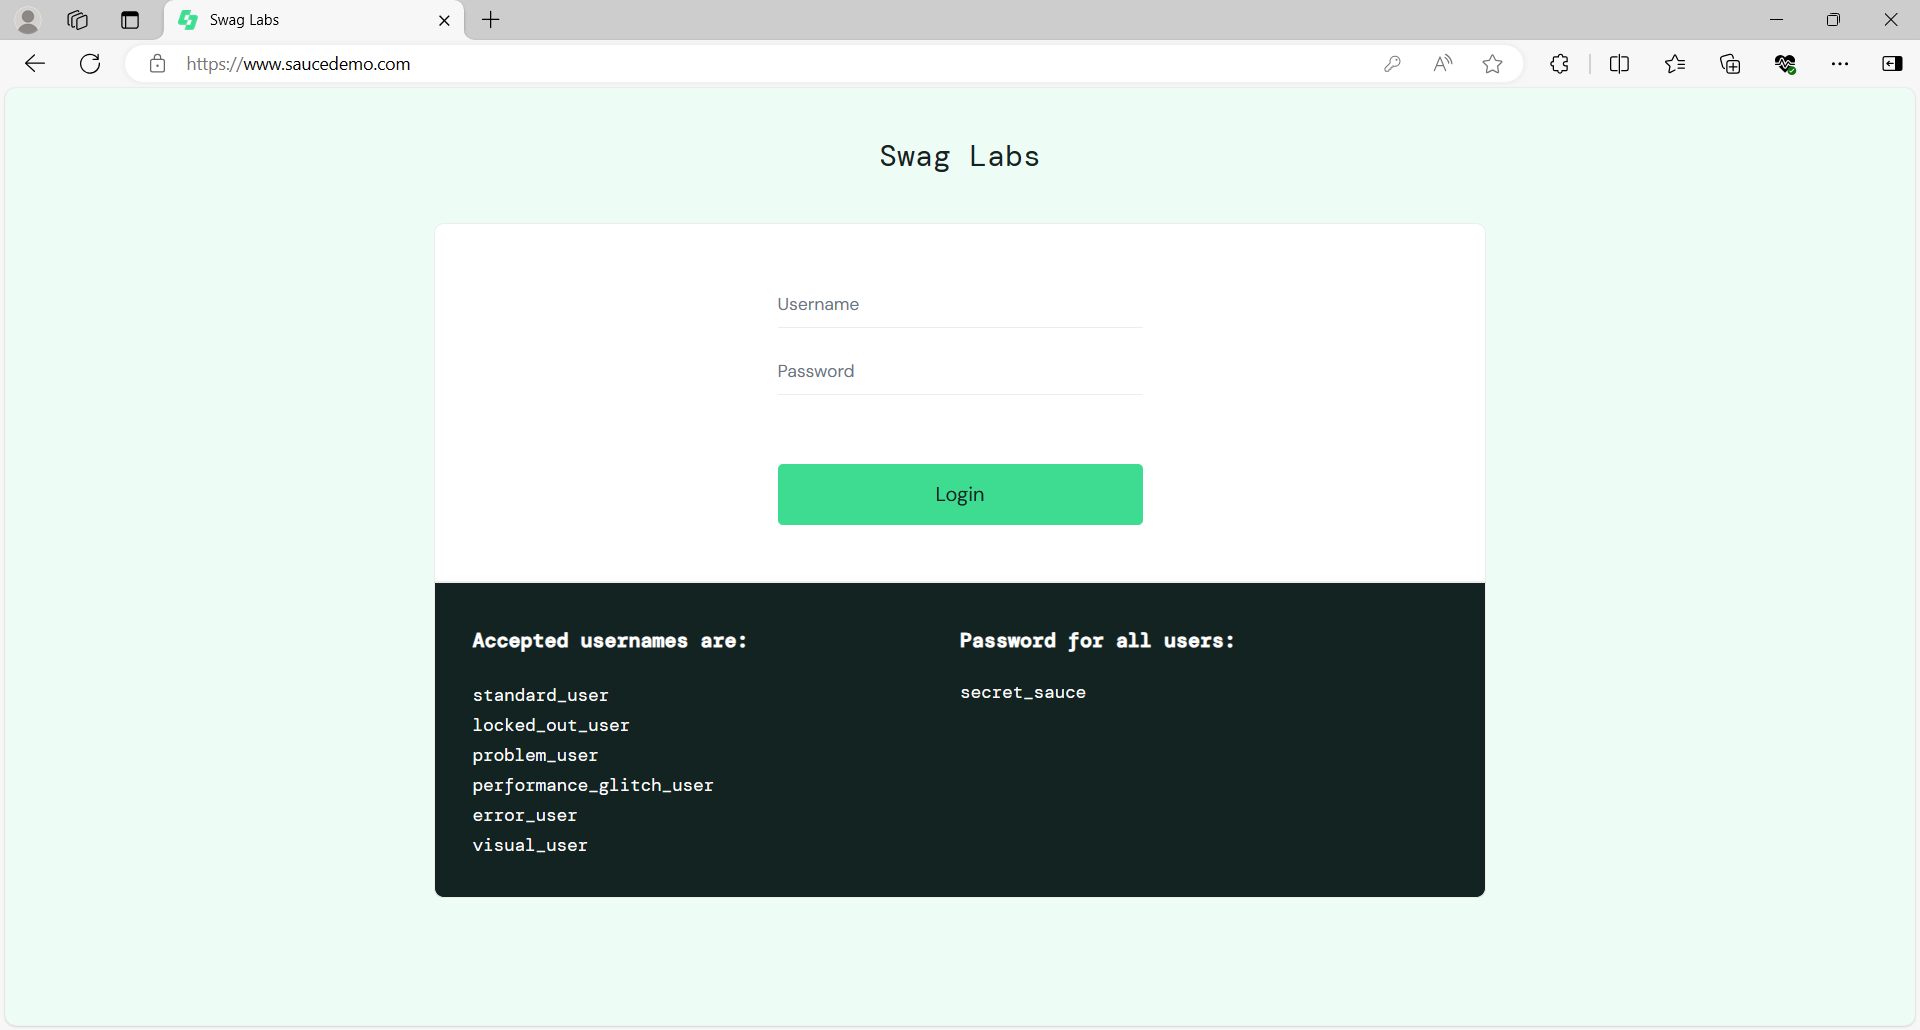 Swag Labs
https://www.saucedemo.com
Swag Labs
Username
Password
Login
Accepted usernames are:
standard_user
locked_out_user
problem_user
performance_glitch_user
error_user
visual_user
Password for all users:
secret_sauce